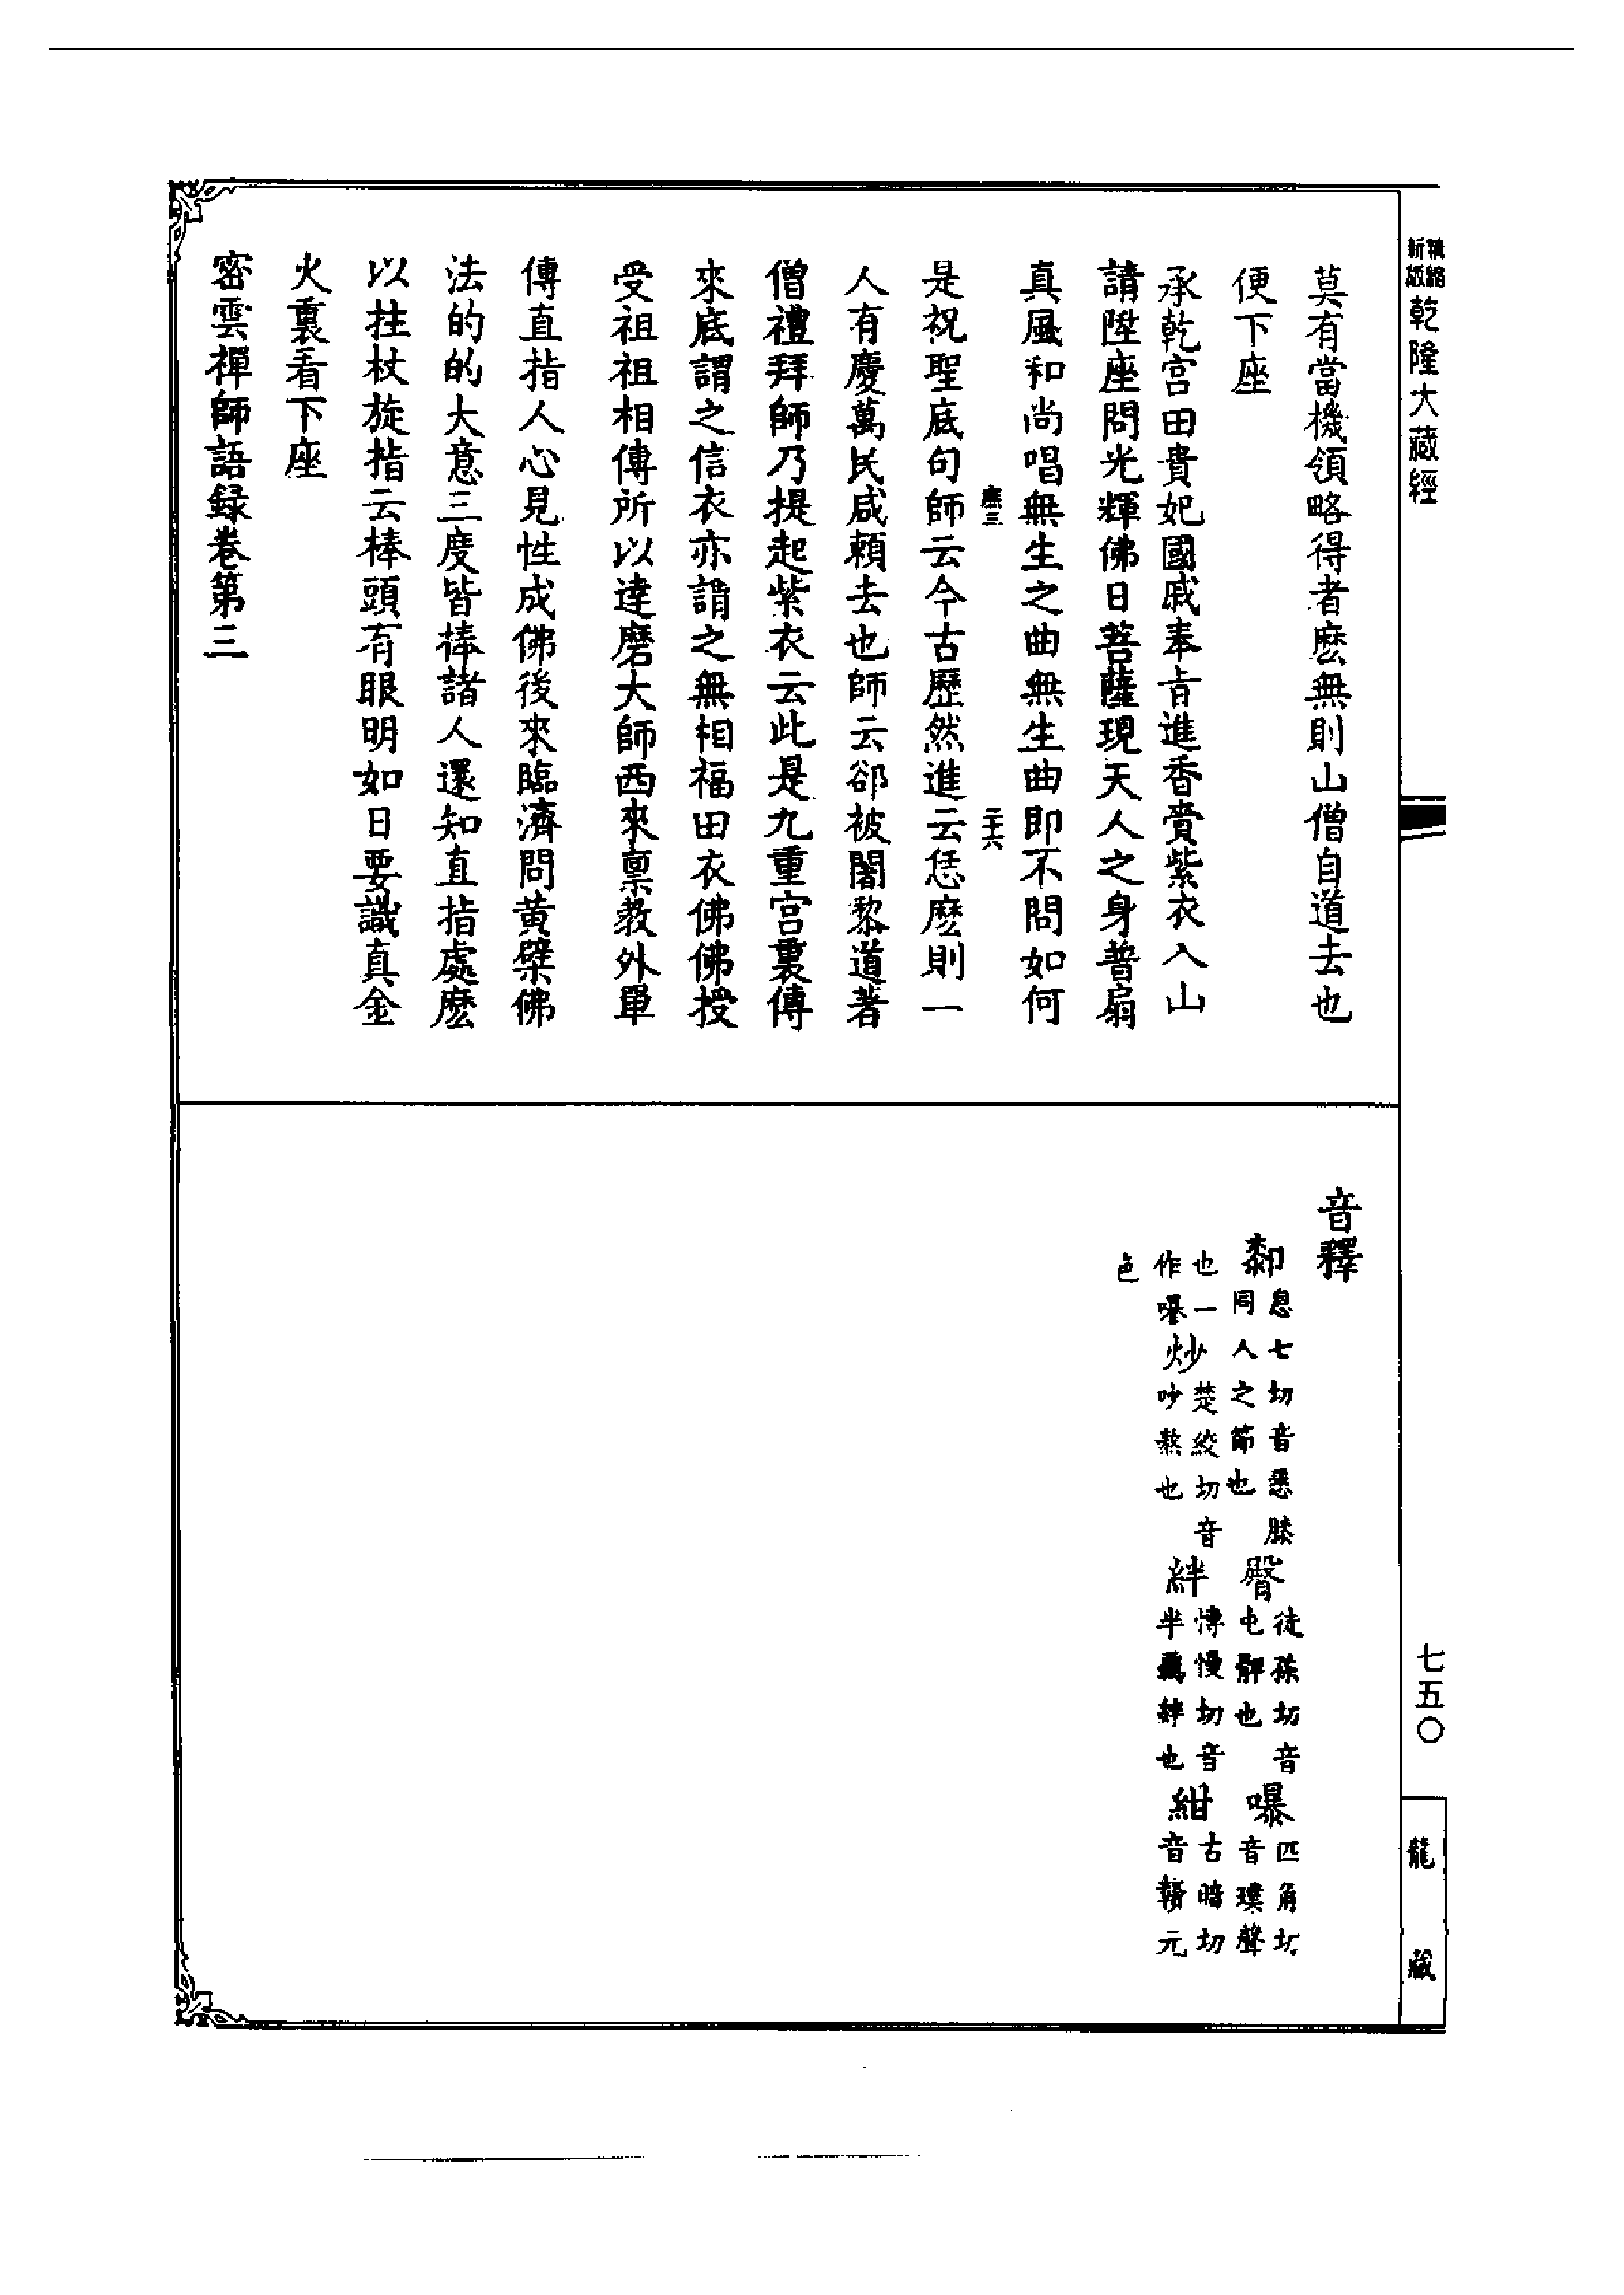 新版
精縮
乾隆大藏經
七五〇
龍藏
莫有當機領略得者麽無則山僧自道去也
便下座
承乾宮田貴妃國戚奉旨進香賫紫衣入山
請陞座問光輝佛日菩薩現天人之身普扇
真風和尚唱無生之曲無生曲即不問如何
三
二十六
是祝聖底句師云今古歷然進云恁麽則一
人有慶萬民咸賴去也師云却被闍黎道著
僧禮拜師乃提起紫衣云此是九重宮裏傳
來底謂之信衣亦謂之無相福田衣佛佛授
受祖祖相傳所以達磨大師西來稟教外單
傳直指人心見性成佛後來臨濟問黃檗佛
法的的大意三度皆棒諸人還知直指處麽
以拄杖旋指云棒頭有眼明如日要識真金
火裏看下座
密雲禪師語録卷第三
音釋
厀息七切音悉膝同人之節也 臀徒孫切音屯髀也 嚗匹角切音璞聲
也一作曝 炒楚絞切音吵熬也 絆博慢切音半羈絆也 紺古暗切音贛元
色